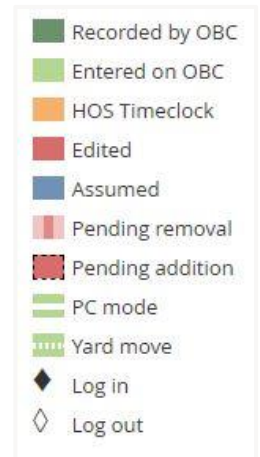 Recorded by OBC
Entered on OBC
HOS Timeclock
Edited
Assumed
Pending removal
Pending addition
PC mode
Yard move
Log in
Log out